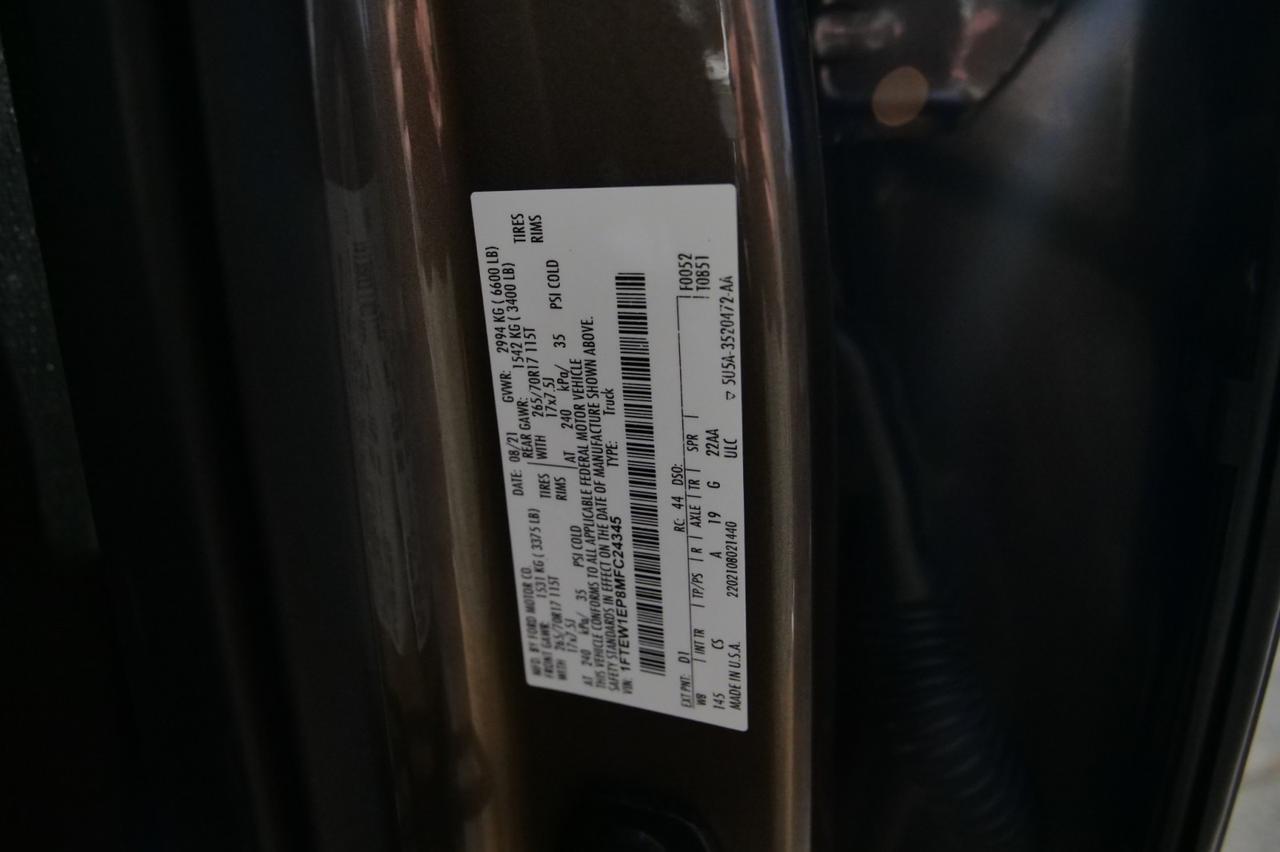 MFD. BY FORD MOTOR CO. DATE: 08/21 GVWR: 2994 KG ( 6600 LB)
FRONT GAWR: 1531 KG ( 3375 LB) REAR GAWR: 1542 KG ( 3400 LB)
WITH 265/70R17 115T TIRES WITH 265/70R17 115T TIRES
17x7.5J RIMS 17x7.5J RIMS
AT 240 kPa/ 35 PSI COLD AT 240 kPa/ 35 PSI COLD
THIS VEHICLE CONFORMS TO ALL APPLICABLE FEDERAL MOTOR VEHICLE
SAFETY STANDARDS IN EFFECT ON THE DATE OF MANUFACTURE SHOWN ABOVE.
VIN: 1FTEW1EP8MFC24345 TYPE: Truck
EXT PNT: D1 RC: 44 DSO: F0052
WB INT TR TP/PS R AXLE TR SPR T0851
145 CS A 19 G 22AA
MADE IN U.S.A. 2202108021440 ULC 5U5A-3520472-AA